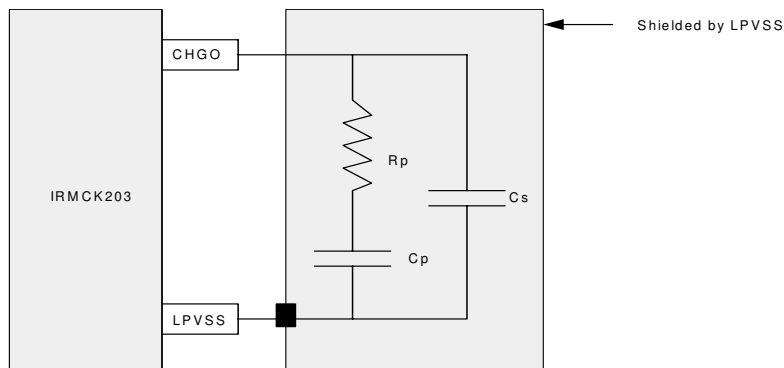 Shielded by LPVSS
CHGO
Rp
IRMCK203
Cs
Cp
LPVSS